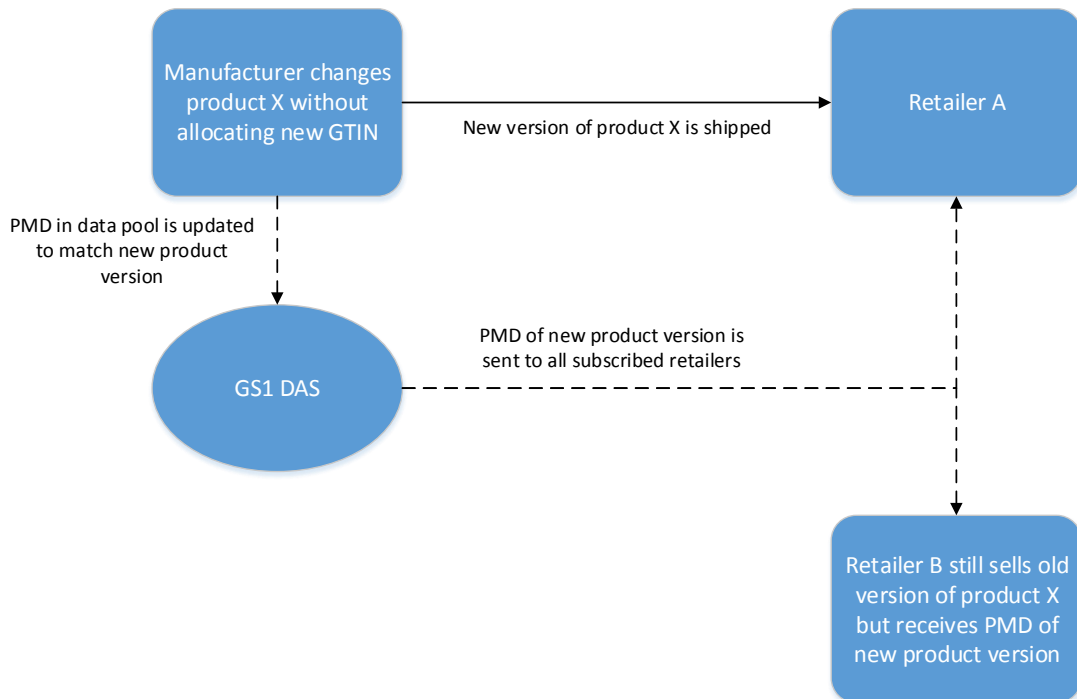 Manufacturer changes
product X without
allocating new GTIN
New version of product X is shipped
Retailer A
PMD in data pool is updated
to match new product
version
GS1 DAS
PMD of new product version is
sent to all subscribed retailers
Retailer B still sells old
version of product X
but receives PMD of
new product version